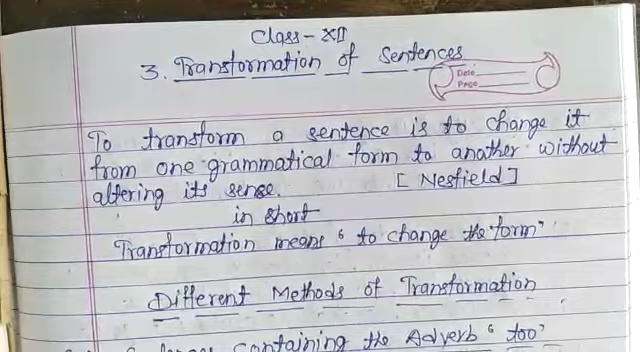 Class - XII
3. Transformation of Sentences
Date
Page
To transform a sentence is to change it
from one grammatical form to another without
altering its sense [Nesfield]
in short
Transformation means "to change the form"
Different Methods of Transformation
containing the Adverb "too"